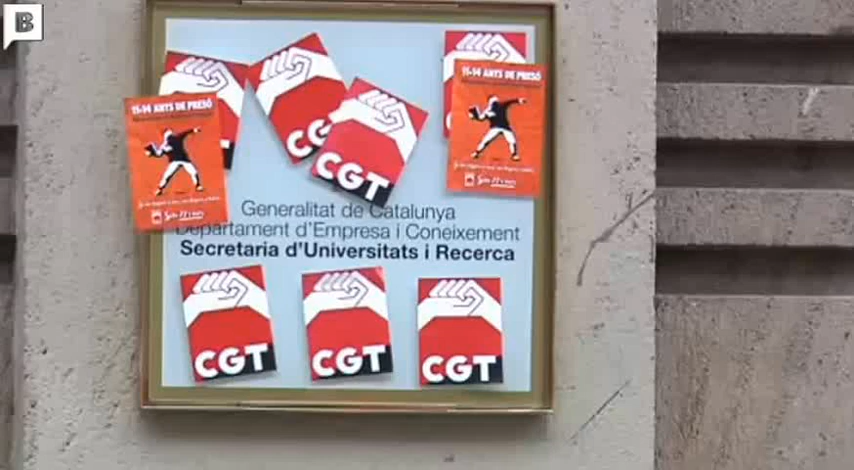 B
11-14 ANYS DE PRESÓ
CGT
CGT
11-14 ANYS DE PRESÓ
Generalitat de Catalunya
Departament d'Empresa i Coneixement
Secretaria d'Universitats i Recerca
CGT
CGT
CGT